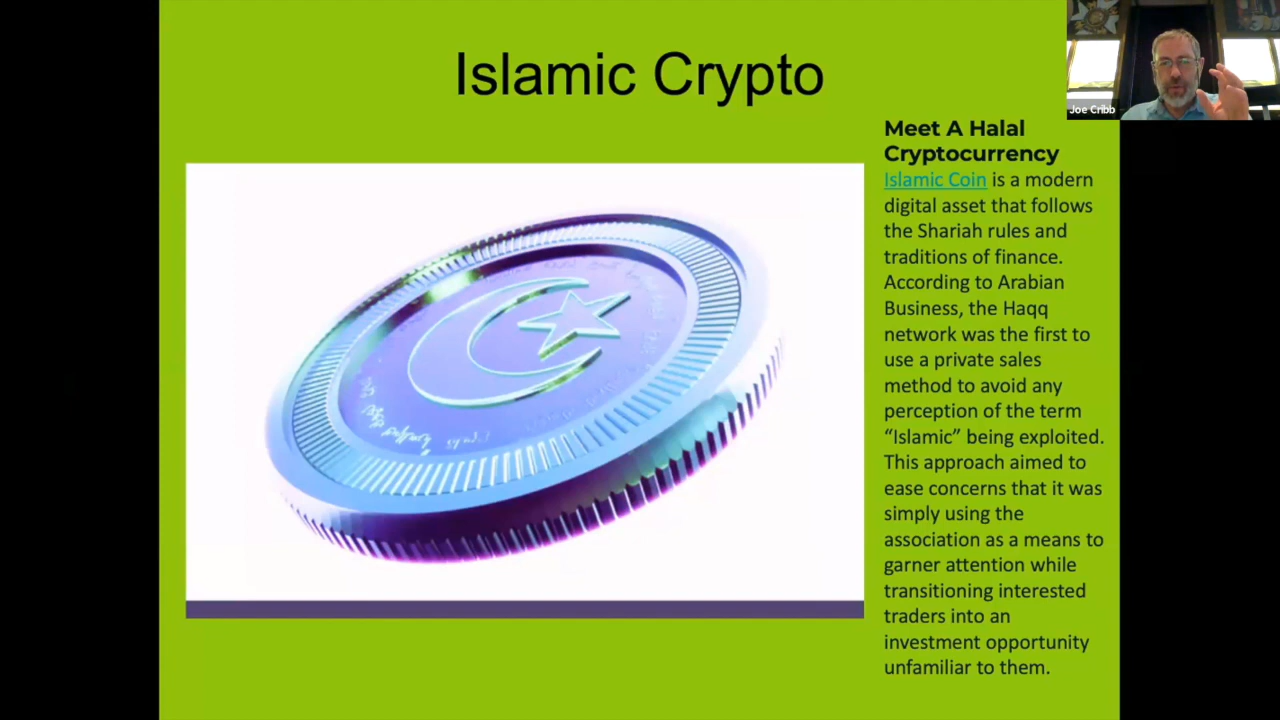 Islamic Crypto
Joe Cribb
Meet A Halal
Cryptocurrency
Islamic Coin is a modern
digital asset that follows
the Shariah rules and
traditions of finance.
According to Arabian
Business, the Haqq
network was the first to
use a private sales
method to avoid any
perception of the term
“Islamic” being exploited.
This approach aimed to
ease concerns that it was
simply using the
association as a means to
garner attention while
transitioning interested
traders into an
investment opportunity
unfamiliar to them.